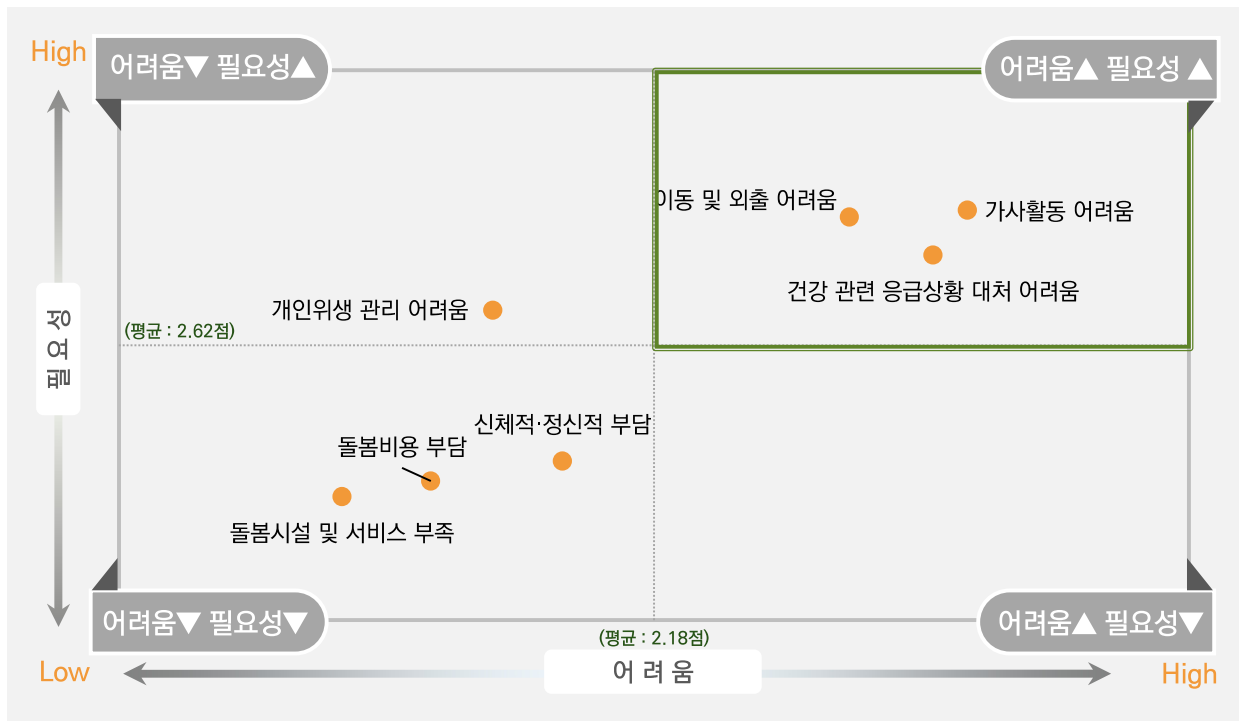 High
어려움▼ 필요성▲
어려움▲ 필요성 ▲
이동 및 외출 어려움
가사활동 어려움
건강 관련 응급상황 대처 어려움
개인위생 관리 어려움
(평균 : 2.62점)
필요성
신체적·정신적 부담
돌봄비용 부담
돌봄시설 및 서비스 부족
어려움▼ 필요성▼
어려움▲ 필요성▼
(평균 : 2.18점)
Low
어려움
High